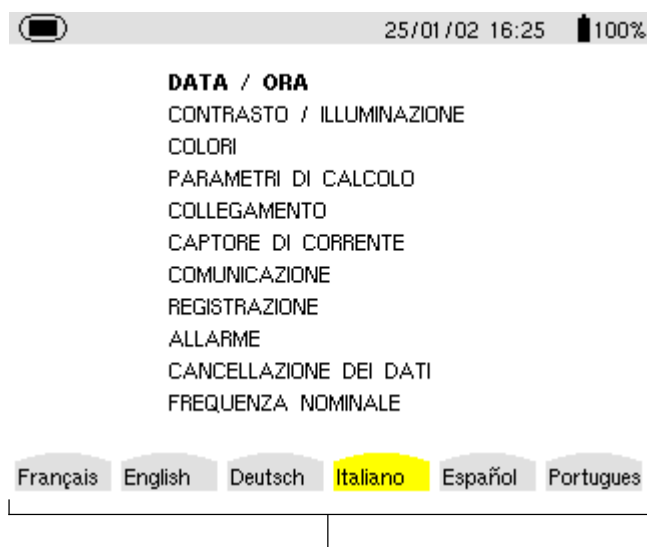 25/01/02 16:25 100%
DATA / ORA
CONTRASTO / ILLUMINAZIONE
COLORI
PARAMETRI DI CALCOLO
COLLEGAMENTO
CAPTORE DI CORRENTE
COMUNICAZIONE
REGISTRAZIONE
ALLARME
CANCELLAZIONE DEI DATI
FREQUENZA NOMINALE
Français English Deutsch Italiano Español Portugues